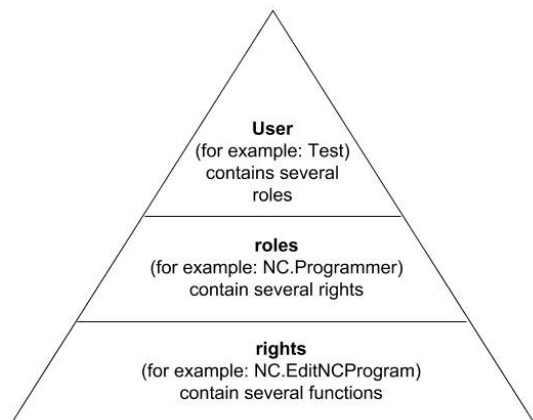 User
(for example: Test)
contains several
roles
roles
(for example: NC.Programmer)
contain several rights
rights
(for example: NC.EditNCProgram)
contain several functions